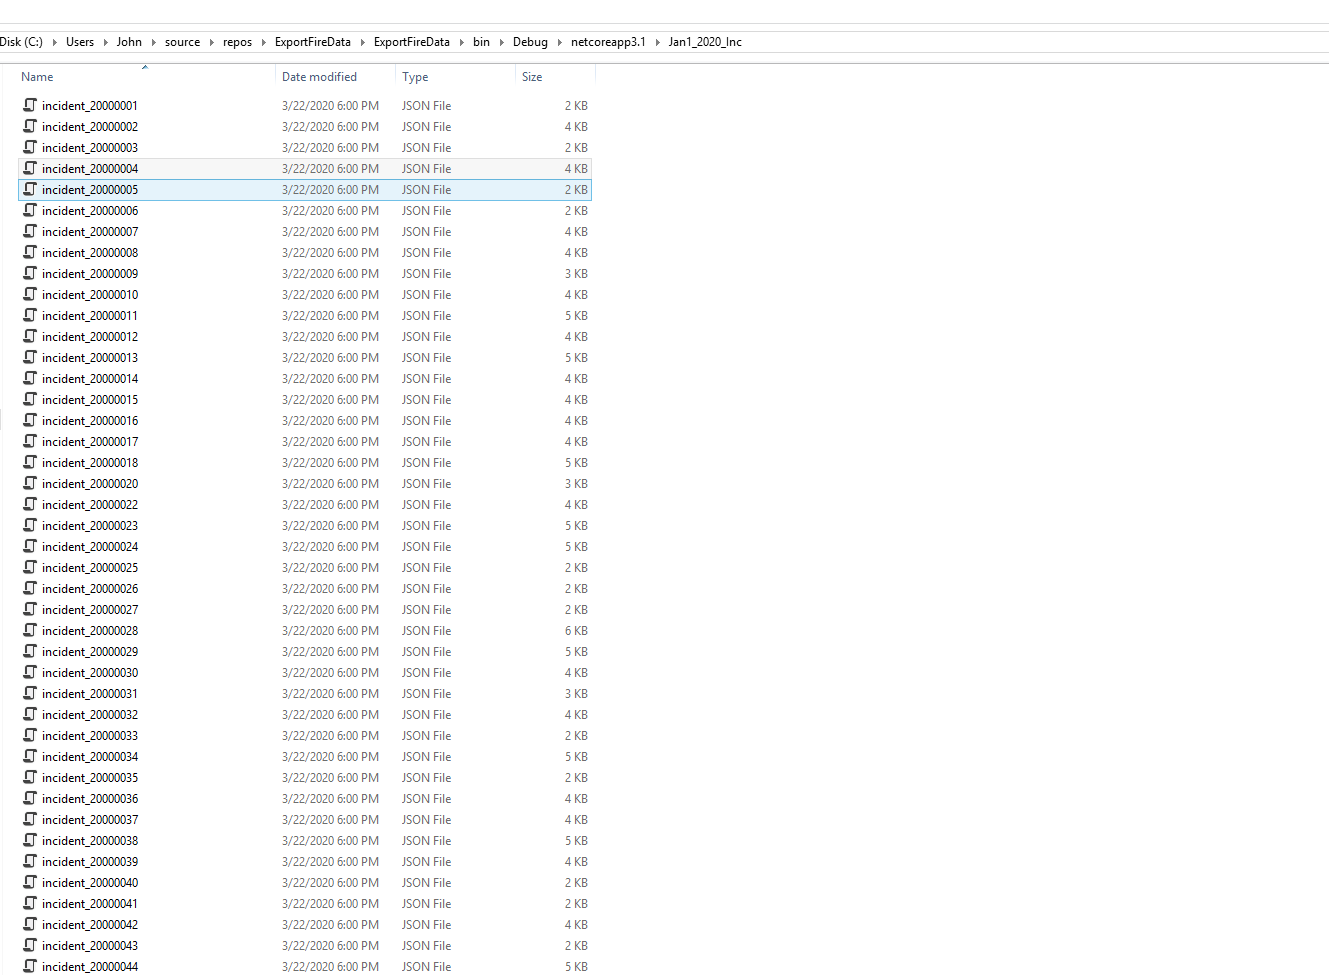 Disk (C:) Users John source repos ExportFireData ExportFireData bin Debug netcoreapp3.1 Jan1_2020_Inc
Name Date modified Type Size
incident_20000001 3/22/2020 6:00 PM JSON File 2 KB
incident_20000002 3/22/2020 6:00 PM JSON File 4 KB
incident_20000003 3/22/2020 6:00 PM JSON File 2 KB
incident_20000004 3/22/2020 6:00 PM JSON File 4 KB
incident_20000005 3/22/2020 6:00 PM JSON File 2 KB
incident_20000006 3/22/2020 6:00 PM JSON File 2 KB
incident_20000007 3/22/2020 6:00 PM JSON File 4 KB
incident_20000008 3/22/2020 6:00 PM JSON File 4 KB
incident_20000009 3/22/2020 6:00 PM JSON File 3 KB
incident_20000010 3/22/2020 6:00 PM JSON File 4 KB
incident_20000011 3/22/2020 6:00 PM JSON File 5 KB
incident_20000012 3/22/2020 6:00 PM JSON File 4 KB
incident_20000013 3/22/2020 6:00 PM JSON File 5 KB
incident_20000014 3/22/2020 6:00 PM JSON File 4 KB
incident_20000015 3/22/2020 6:00 PM JSON File 4 KB
incident_20000016 3/22/2020 6:00 PM JSON File 4 KB
incident_20000017 3/22/2020 6:00 PM JSON File 4 KB
incident_20000018 3/22/2020 6:00 PM JSON File 5 KB
incident_20000020 3/22/2020 6:00 PM JSON File 3 KB
incident_20000022 3/22/2020 6:00 PM JSON File 4 KB
incident_20000023 3/22/2020 6:00 PM JSON File 5 KB
incident_20000024 3/22/2020 6:00 PM JSON File 5 KB
incident_20000025 3/22/2020 6:00 PM JSON File 2 KB
incident_20000026 3/22/2020 6:00 PM JSON File 2 KB
incident_20000027 3/22/2020 6:00 PM JSON File 2 KB
incident_20000028 3/22/2020 6:00 PM JSON File 6 KB
incident_20000029 3/22/2020 6:00 PM JSON File 5 KB
incident_20000030 3/22/2020 6:00 PM JSON File 4 KB
incident_20000031 3/22/2020 6:00 PM JSON File 3 KB
incident_20000032 3/22/2020 6:00 PM JSON File 4 KB
incident_20000033 3/22/2020 6:00 PM JSON File 2 KB
incident_20000034 3/22/2020 6:00 PM JSON File 5 KB
incident_20000035 3/22/2020 6:00 PM JSON File 2 KB
incident_20000036 3/22/2020 6:00 PM JSON File 4 KB
incident_20000037 3/22/2020 6:00 PM JSON File 4 KB
incident_20000038 3/22/2020 6:00 PM JSON File 5 KB
incident_20000039 3/22/2020 6:00 PM JSON File 4 KB
incident_20000040 3/22/2020 6:00 PM JSON File 2 KB
incident_20000041 3/22/2020 6:00 PM JSON File 2 KB
incident_20000042 3/22/2020 6:00 PM JSON File 4 KB
incident_20000043 3/22/2020 6:00 PM JSON File 2 KB
incident_20000044 3/22/2020 6:00 PM JSON File 5 KB